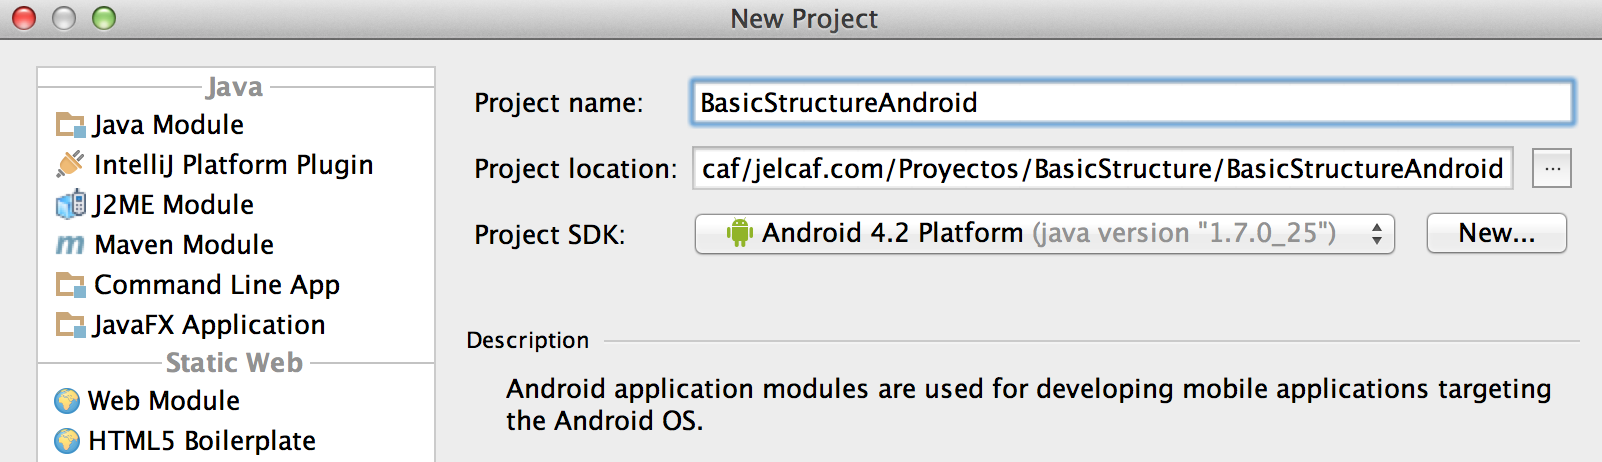 New Project
Java
Java Module
IntelliJ Platform Plugin
J2ME Module
Maven Module
Command Line App
JavaFX Application
Static Web
Web Module
HTML5 Boilerplate
Project name: BasicStructureAndroid
Project location: caf/jelcaf.com/Proyectos/BasicStructure/BasicStructureAndroid ...
Project SDK: Android 4.2 Platform (java version "1.7.0_25") New...
Description
Android application modules are used for developing mobile applications targeting
the Android OS.